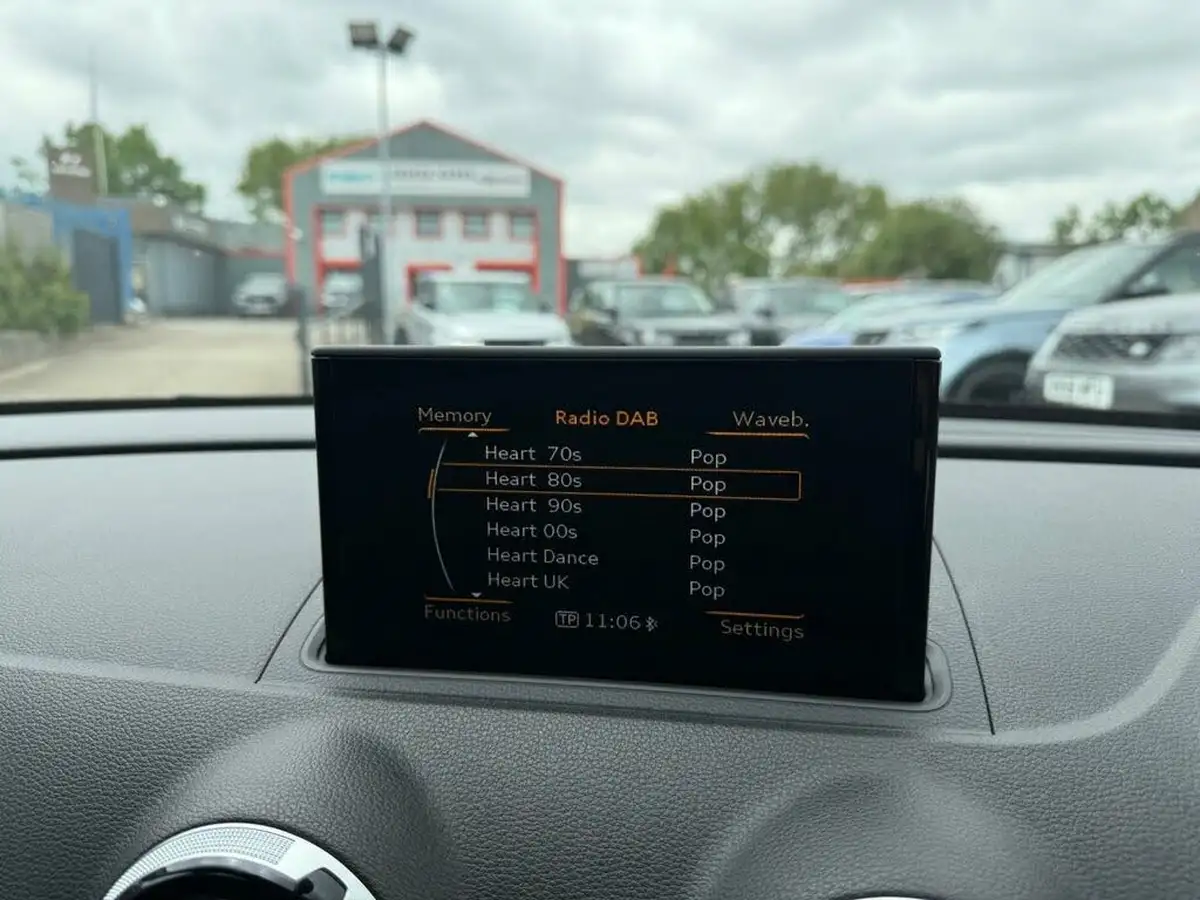 Memory Radio DAB Waveb.
Heart 70s Pop
Heart 80s Pop
Heart 90s Pop
Heart 00s Pop
Heart Dance Pop
Heart UK Pop
Functions TP 11:06 Settings